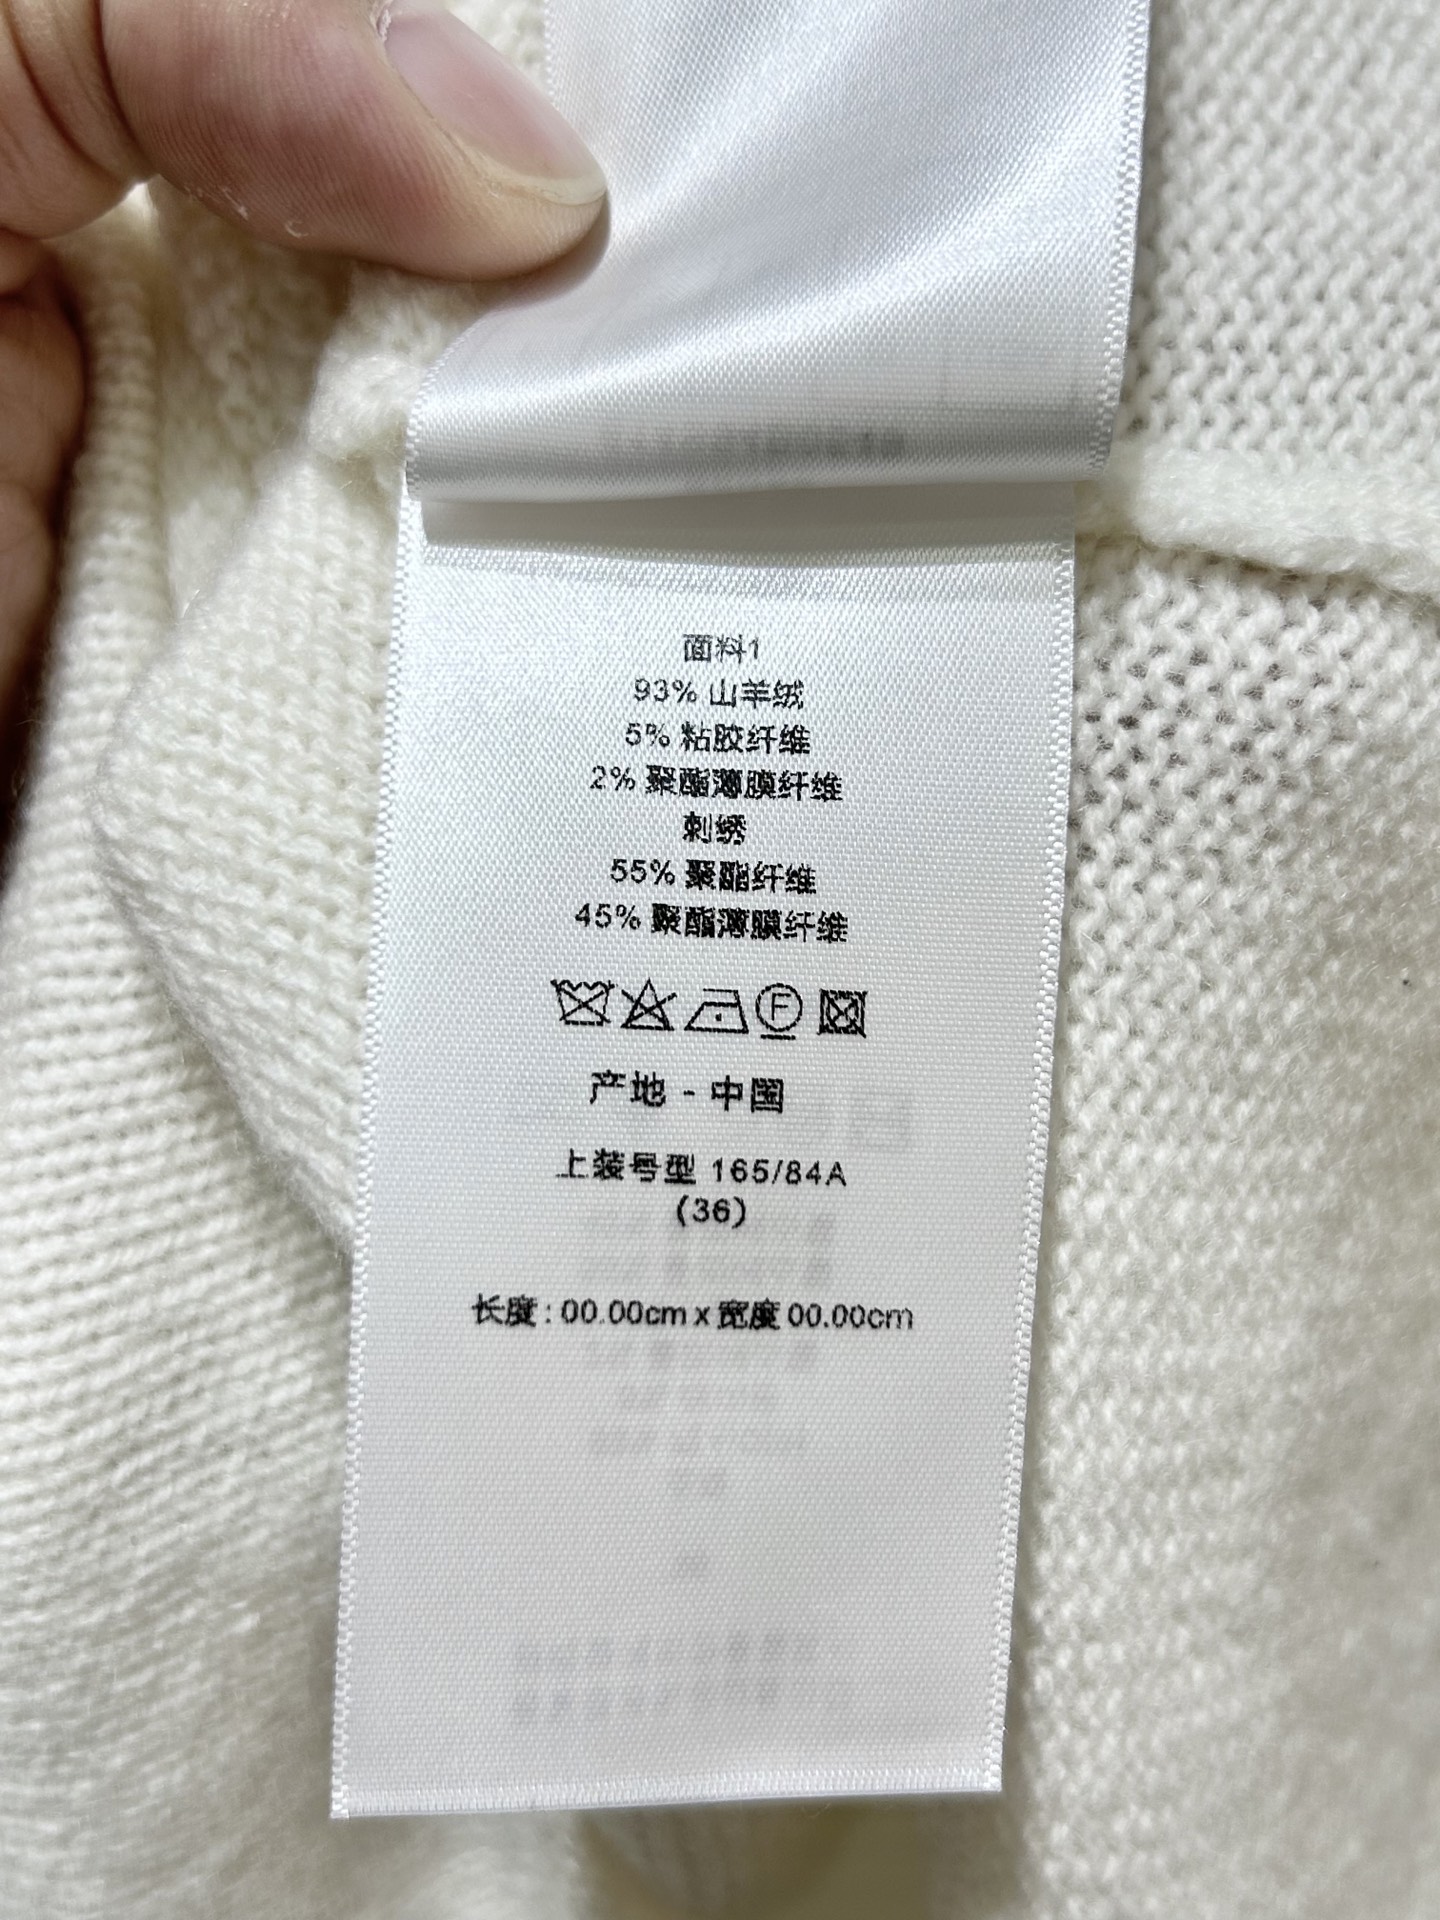 面料1
93% 山羊绒
5% 粘胶纤维
2% 聚酯薄膜纤维
刺绣
55% 聚酯纤维
45% 聚酯薄膜纤维
F
产地 - 中国
上装号型 165/84A
(36)
长度: 00.00cm x 宽度 00.00cm